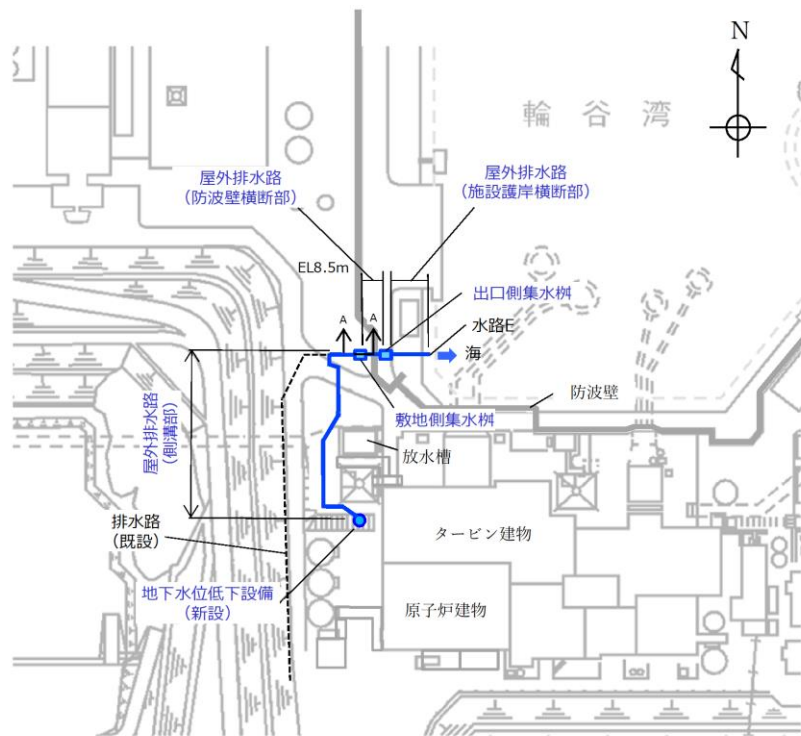 N
輪谷湾
屋外排水路
（防波壁横断部）
屋外排水路
（施設護岸横断部）
EL8.5m
出口側集水桝
A
A
水路E
海
防波壁
敷地側集水桝
屋外排水路
（側溝部）
放水槽
排水路
（既設）
タービン建物
地下水位低下設備
（新設）
原子炉建物